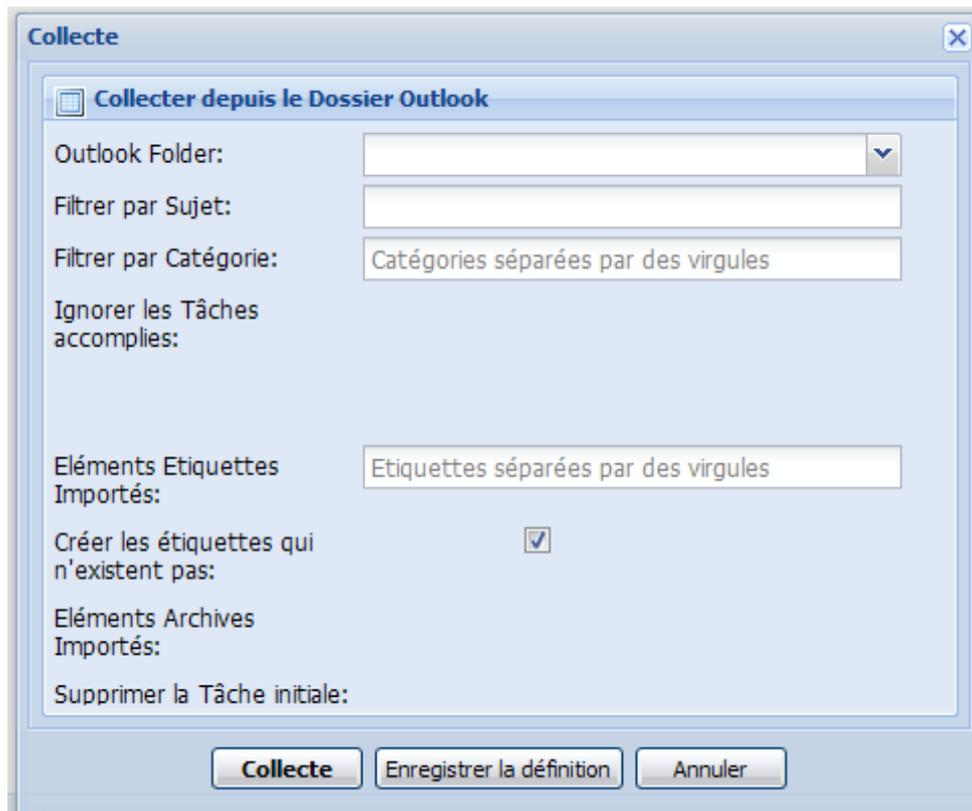 Collecte
Collecter depuis le Dossier Outlook
Outlook Folder:
Filtrer par Sujet:
Filtrer par Catégorie: Catégories séparées par des virgules
Ignorer les Tâches
accomplies:
Eléments Etiquettes Etiquettes séparées par des virgules
Importés:
Créer les étiquettes qui
n'existent pas:
Eléments Archives
Importés:
Supprimer la Tâche initiale:
Collecte Enregistrer la définition Annuler